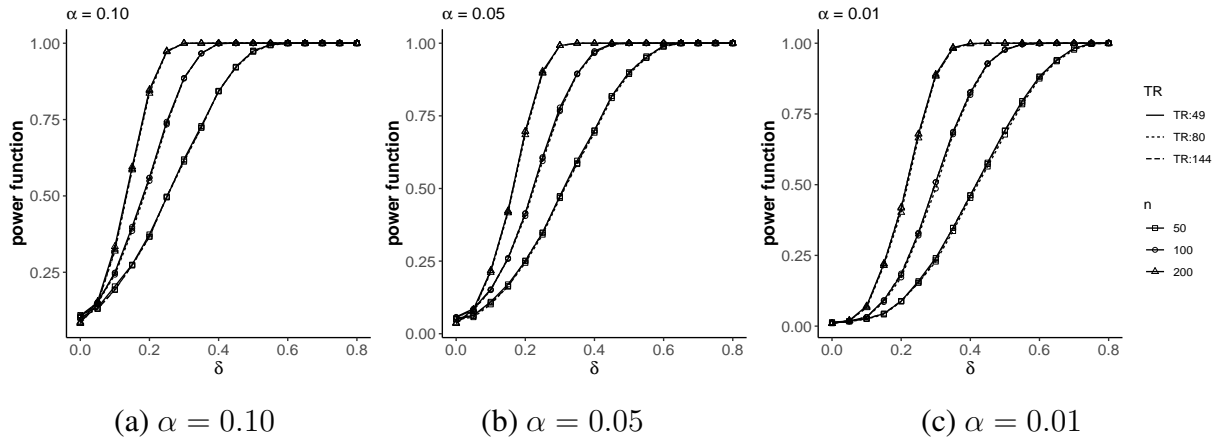 α = 0.10
power function
1.00
0.75
0.50
0.25
0.0 0.2 0.4 0.6 0.8
δ
(a) α = 0.10
α = 0.05
power function
1.00
0.75
0.50
0.25
0.00
0.0 0.2 0.4 0.6 0.8
δ
(b) α = 0.05
α = 0.01
power function
1.00
0.75
0.50
0.25
0.00
0.0 0.2 0.4 0.6 0.8
δ
(c) α = 0.01
TR
TR:49
TR:80
TR:144
n
50
100
200